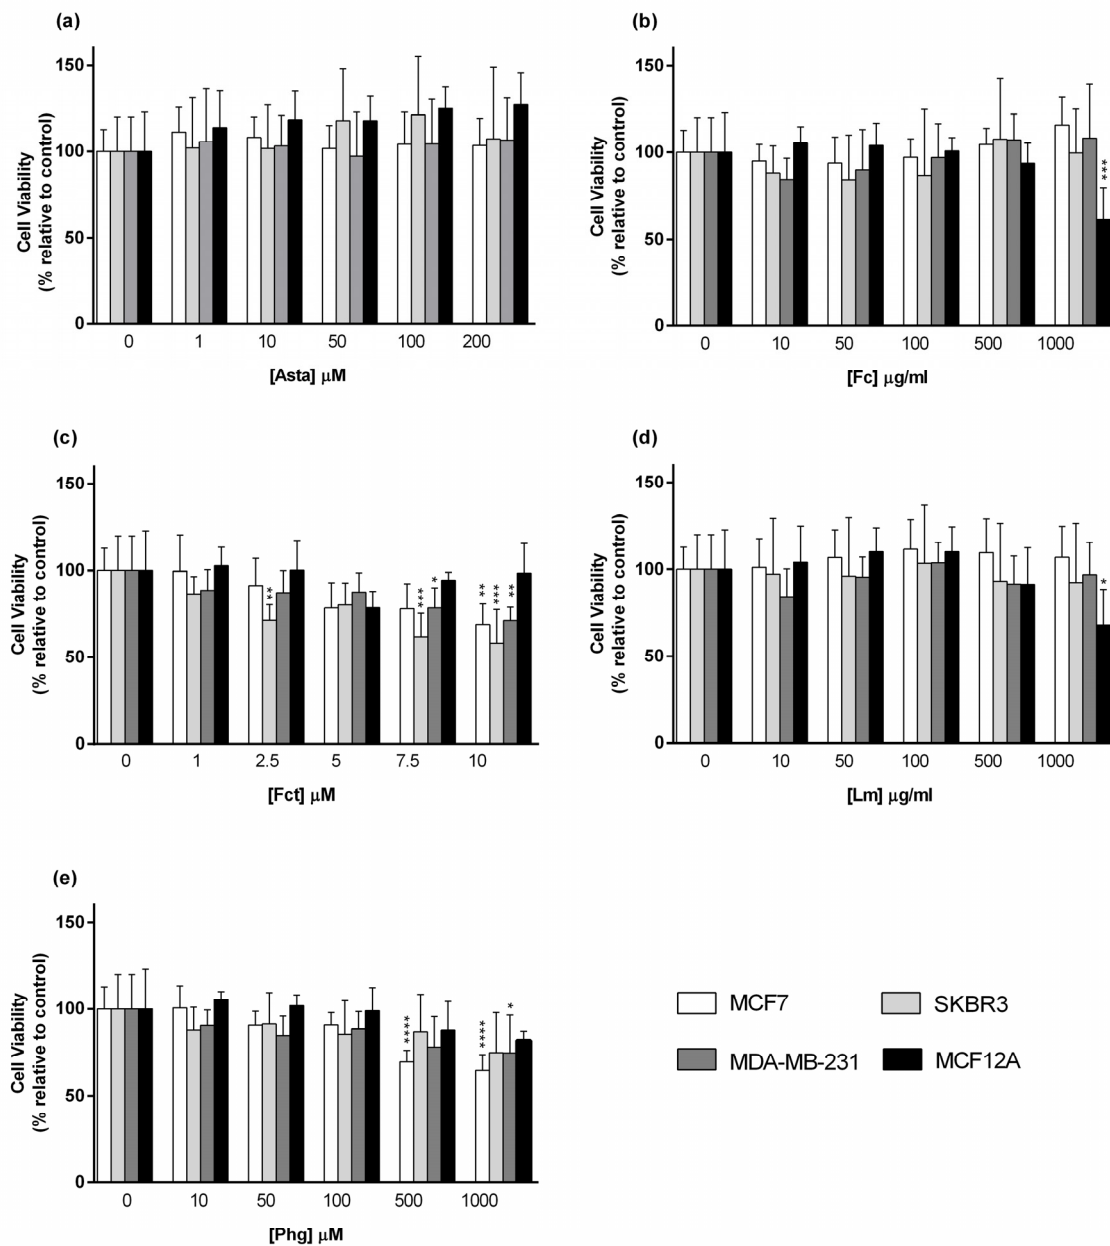 (a)
150
100
50
0
Cell Viability
(% relative to control)
0 1 10 50 100 200
[Asta] μM
(b)
150
100
50
0
Cell Viability
(% relative to control)
***
0 10 50 100 500 1000
[Fc] μg/ml
(c)
150
100
50
0
Cell Viability
(% relative to control)
** *** * ** *** **
0 1 2.5 5 7.5 10
[Fct] μM
(d)
150
100
50
0
Cell Viability
(% relative to control)
*
0 10 50 100 500 1000
[Lm] μg/ml
(e)
150
100
50
0
Cell Viability
(% relative to control)
**** **** *
0 10 50 100 500 1000
[Phg] μM
MCF7 SKBR3
MDA-MB-231 MCF12A